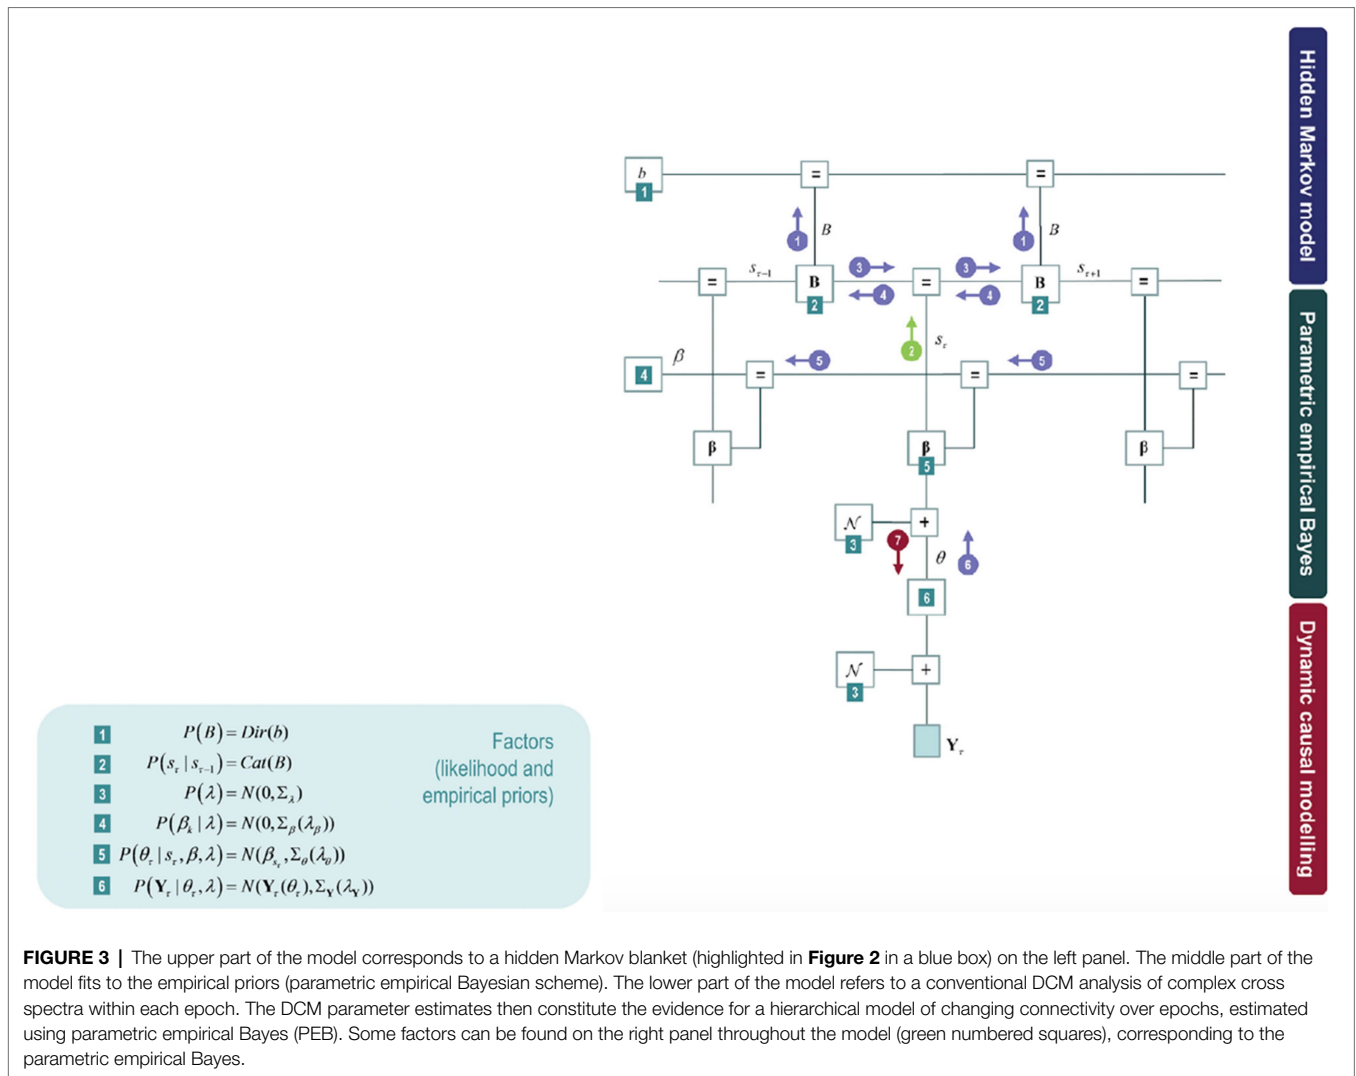 Hidden Markov model
Parametric empirical Bayes
Dynamic causal modelling
b
1
=
=
1
B
1
B
=
s_{τ−1}
B
2
3
4
=
3
4
B
2
s_{τ+1}
=
2
s_τ
4
β
=
5
=
5
=
β
β
5
β
N
3
+
7
θ
6
6
N
3
+
Y_τ
1 P(B) = Dir(b)
2 P(s_τ | s_{τ−1}) = Cat(B)
3 P(λ) = N(0, Σ_λ)
4 P(β_k | λ) = N(0, Σ_β(λ_β))
5 P(θ_τ | s_τ, β, λ) = N(β_{s_τ}, Σ_θ(λ_θ))
6 P(Y_τ | θ_τ, λ) = N(Y_τ(θ_τ), Σ_Y(λ_Y))
Factors
(likelihood and
empirical priors)
FIGURE 3 | The upper part of the model corresponds to a hidden Markov blanket (highlighted in Figure 2 in a blue box) on the left panel. The middle part of the
model fits to the empirical priors (parametric empirical Bayesian scheme). The lower part of the model refers to a conventional DCM analysis of complex cross
spectra within each epoch. The DCM parameter estimates then constitute the evidence for a hierarchical model of changing connectivity over epochs, estimated
using parametric empirical Bayes (PEB). Some factors can be found on the right panel throughout the model (green numbered squares), corresponding to the
parametric empirical Bayes.